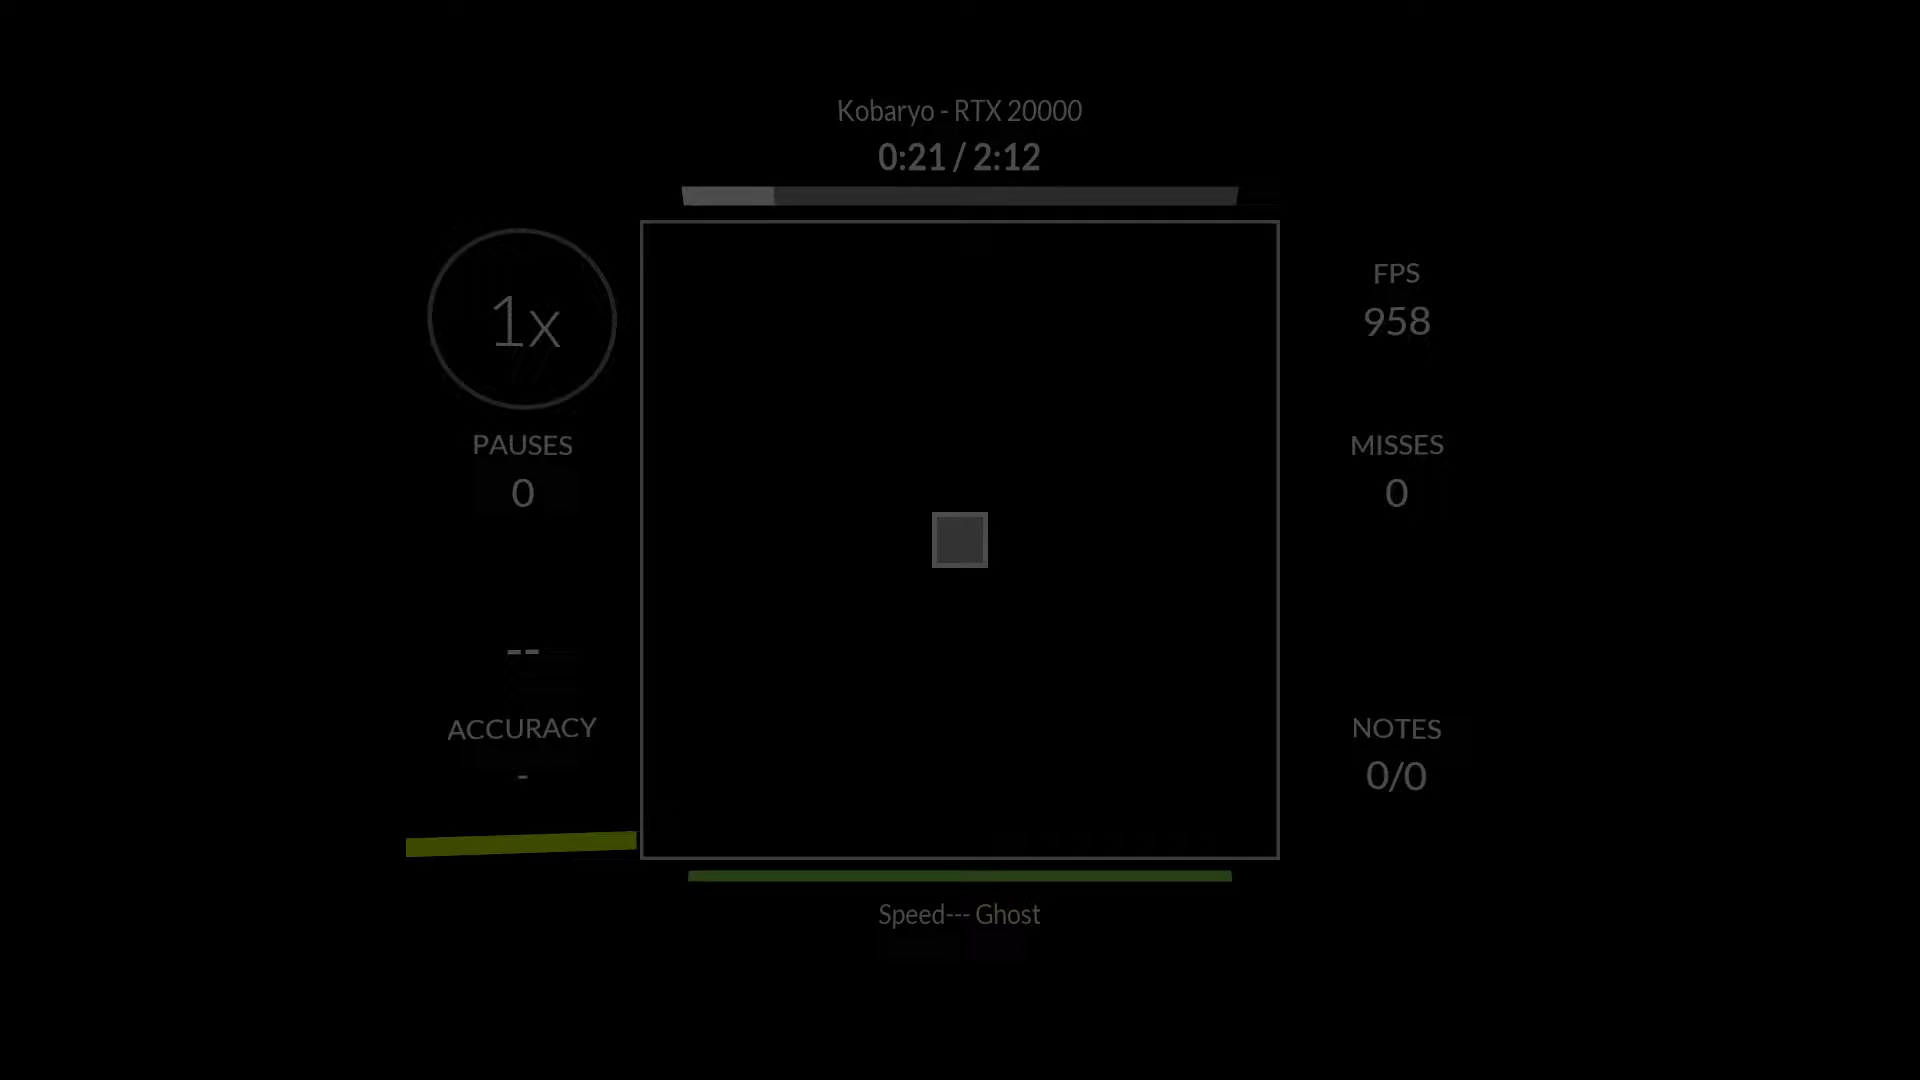 Kobaryo - RTX 20000
0:21 / 2:12
1x
PAUSES
0
--
ACCURACY
-
FPS
958
MISSES
0
NOTES
0/0
Speed--- Ghost